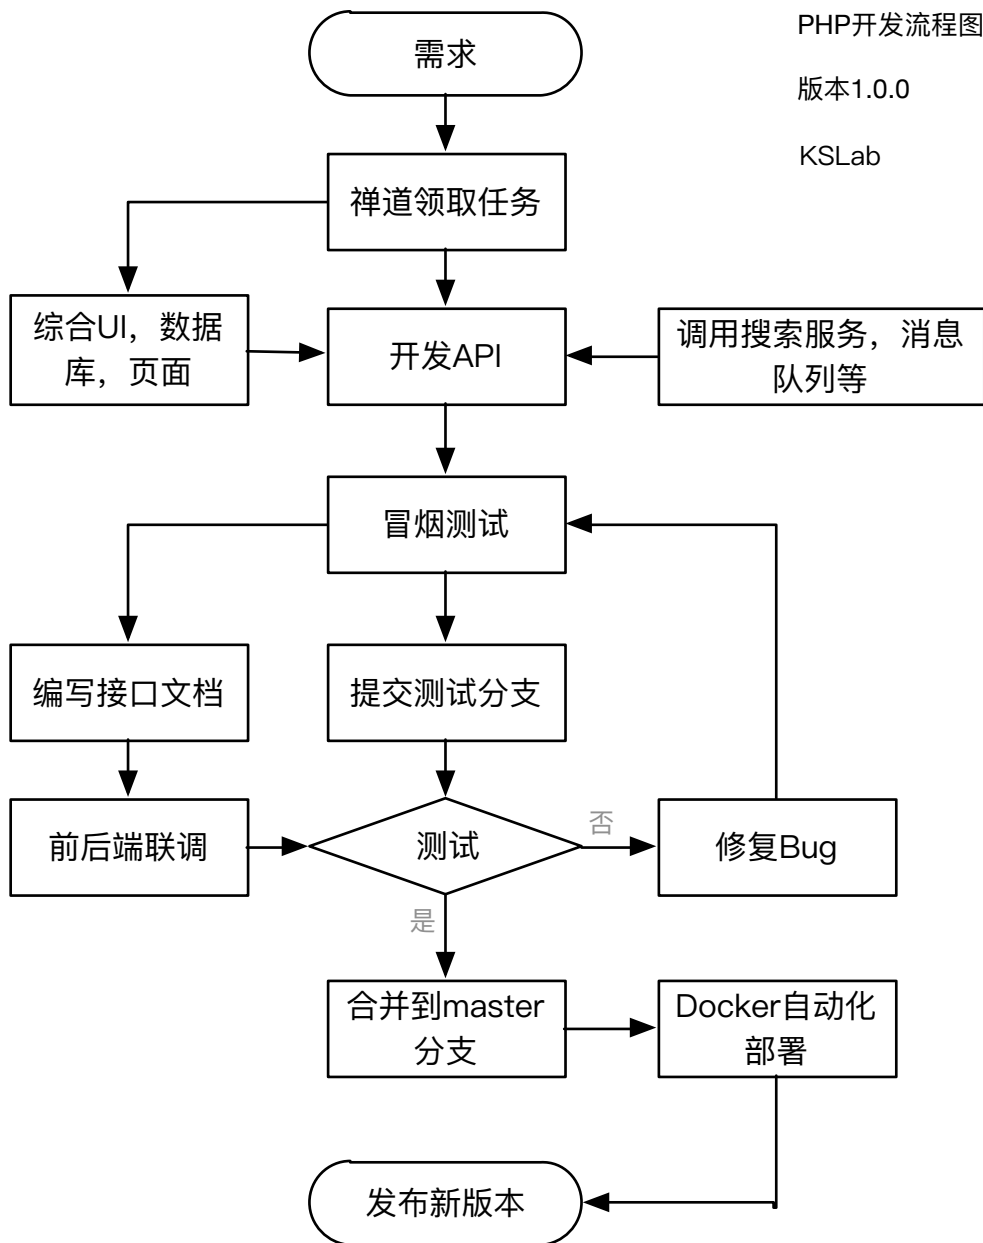 PHP开发流程图
版本1.0.0
KSLab
需求
禅道领取任务
综合UI，数据
库，页面
开发API
调用搜索服务，消息
队列等
冒烟测试
编写接口文档
提交测试分支
前后端联调
测试
否
修复Bug
是
合并到master
分支
Docker自动化
部署
发布新版本